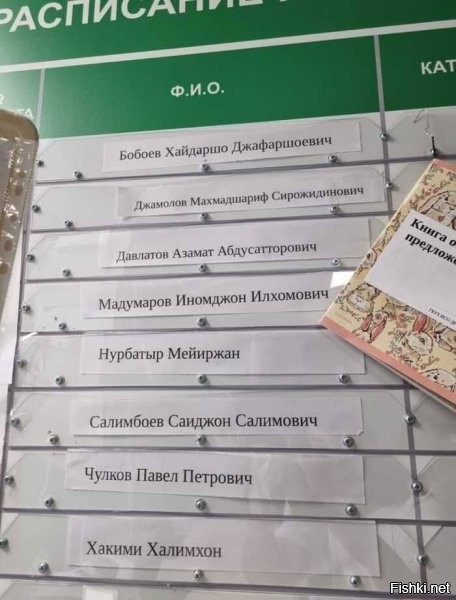 РАСПИСАНИЕ
Ф.И.О.
Бобоев Хайдаршо Джафаршоевич
Джамолов Махмадшариф Сирожидинович
Давлатов Азамат Абдусатторович
Мадумаров Иномджон Илхомович
Нурбатыр Мейиржан
Салимбоев Саиджон Салимович
Чулков Павел Петрович
Хакими Халимхон
КАТ
Книга о
предложе
Fishki.net